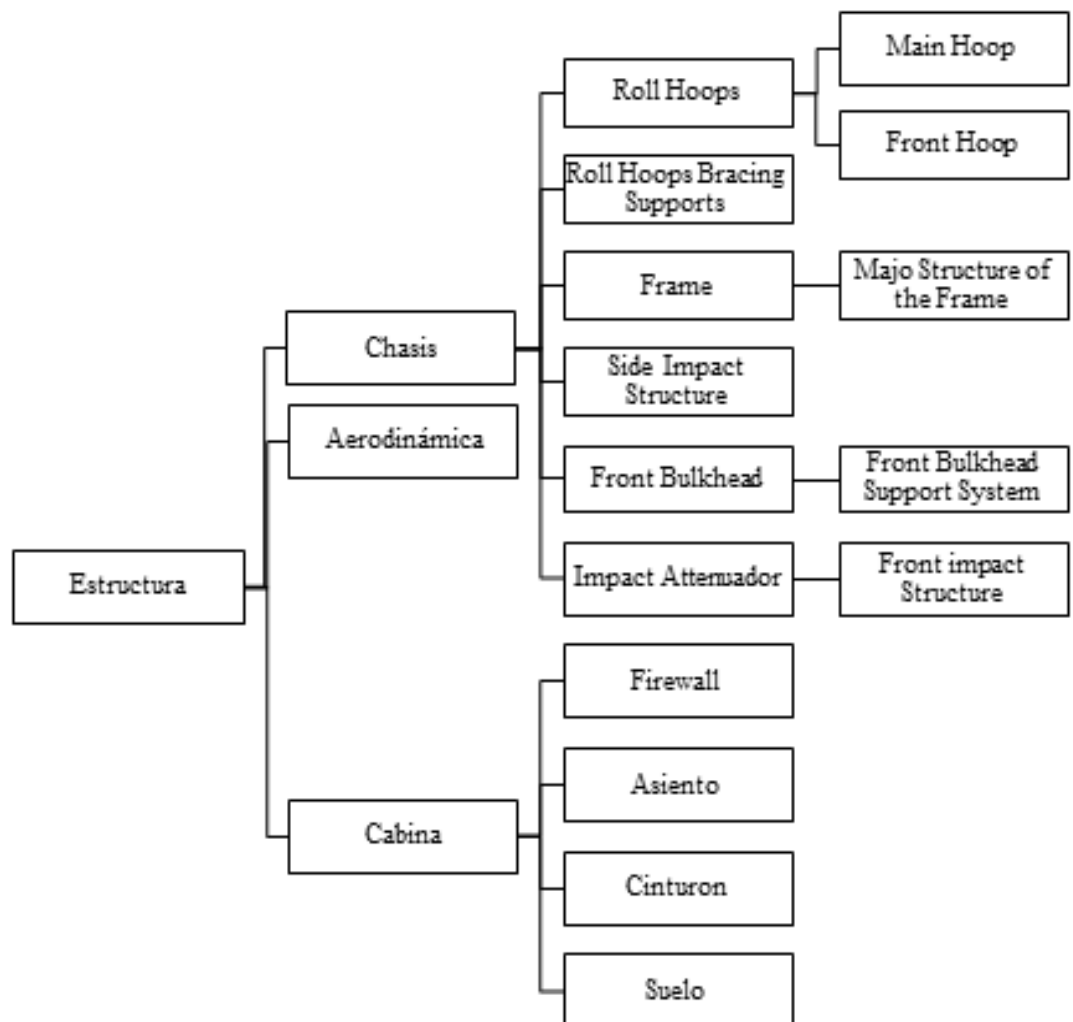 Main Hoop
Roll Hoops
Front Hoop
Roll Hoops Bracing
Supports
Frame
Majo Structure of
the Frame
Chasis
Side Impact
Structure
Aerodinámica
Front Bulkhead
Front Bulkhead
Support System
Estructura
Impact Attenuador
Front impact
Structure
Firewall
Asiento
Cabina
Cinturon
Suelo